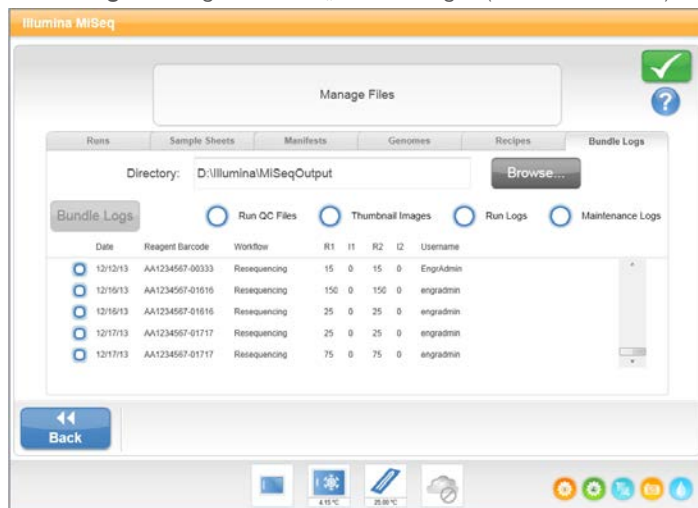 Illumina MiSeq
Manage Files
Runs Sample Sheets Manifests Genomes Recipes Bundle Logs
Directory: D:\Illumina\MiSeqOutput Browse...
Bundle Logs Run QC Files Thumbnail Images Run Logs Maintenance Logs
Date Reagent Barcode Workflow R1 I1 R2 I2 Username
12/12/13 AA1234567-00333 Resequencing 15 0 15 0 EngrAdmin
12/16/13 AA1234567-01616 Resequencing 150 0 150 0 engradmin
12/16/13 AA1234567-01616 Resequencing 25 0 25 0 engradmin
12/17/13 AA1234567-01717 Resequencing 25 0 25 0 engradmin
12/17/13 AA1234567-01717 Resequencing 75 0 75 0 engradmin
Back
4.15 °C 25.00 °C